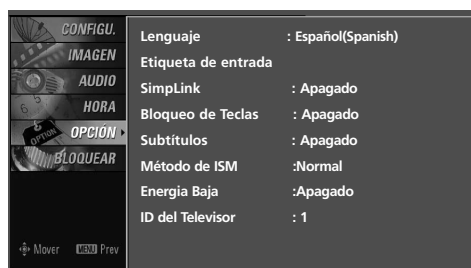 CONFIGU.
IMAGEN
AUDIO
HORA
OPCIÓN
BLOQUEAR
Mover MENU Prev
Lenguaje : Español(Spanish)
Etiqueta de entrada
SimpLink : Apagado
Bloqueo de Teclas : Apagado
Subtítulos : Apagado
Método de ISM :Normal
Energia Baja :Apagado
ID del Televisor : 1